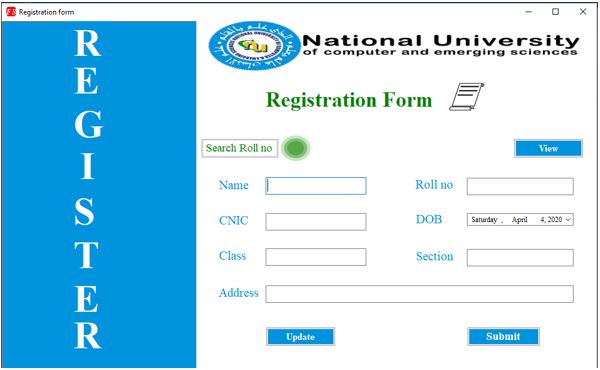 Registration form
R
E
G
I
S
T
E
R
National University
of computer and emerging sciences
Registration Form
Search Roll no
View
Name
Roll no
CNIC
DOB
Saturday , April 4, 2020
Class
Section
Address
Update
Submit